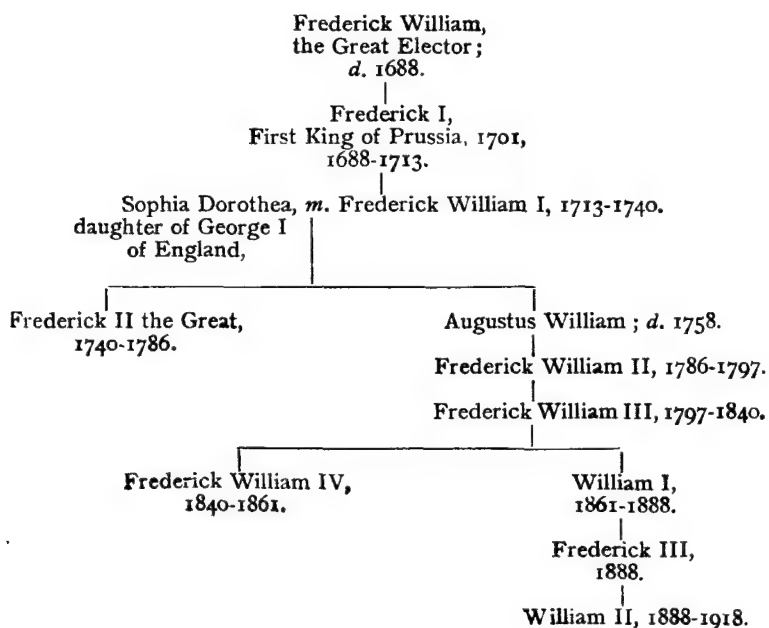 Frederick William,
the Great Elector;
d. 1688.
Frederick I,
First King of Prussia, 1701,
1688-1713.
Sophia Dorothea, m. Frederick William I, 1713-1740.
daughter of George I
of England,
Frederick II the Great,
1740-1786.
Augustus William; d. 1758.
Frederick William II, 1786-1797.
Frederick William III, 1797-1840.
Frederick William IV,
1840-1861.
William I,
1861-1888.
Frederick III,
1888.
William II, 1888-1918.